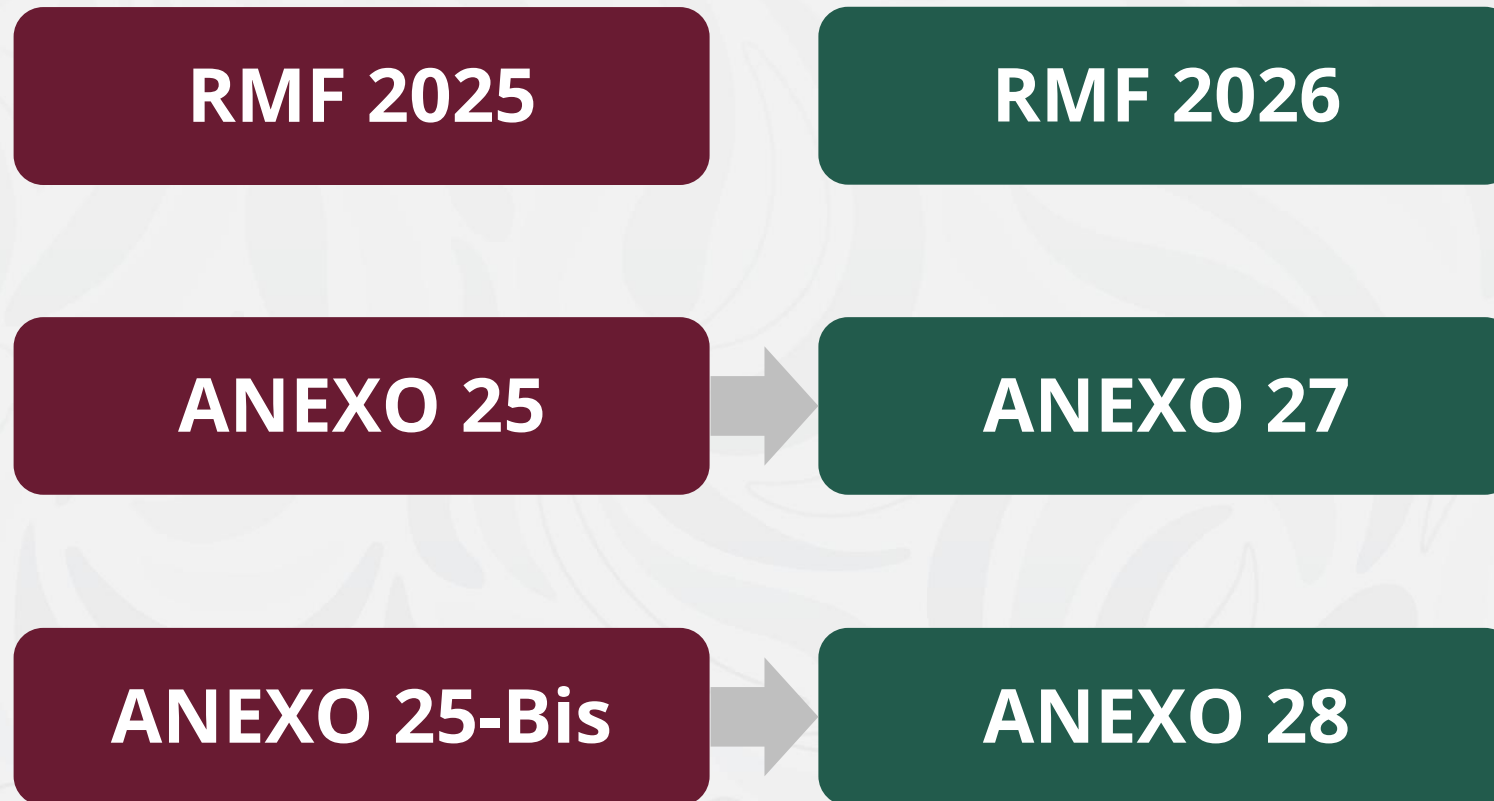 RMF 2025
RMF 2026
ANEXO 25
ANEXO 27
ANEXO 25-Bis
ANEXO 28